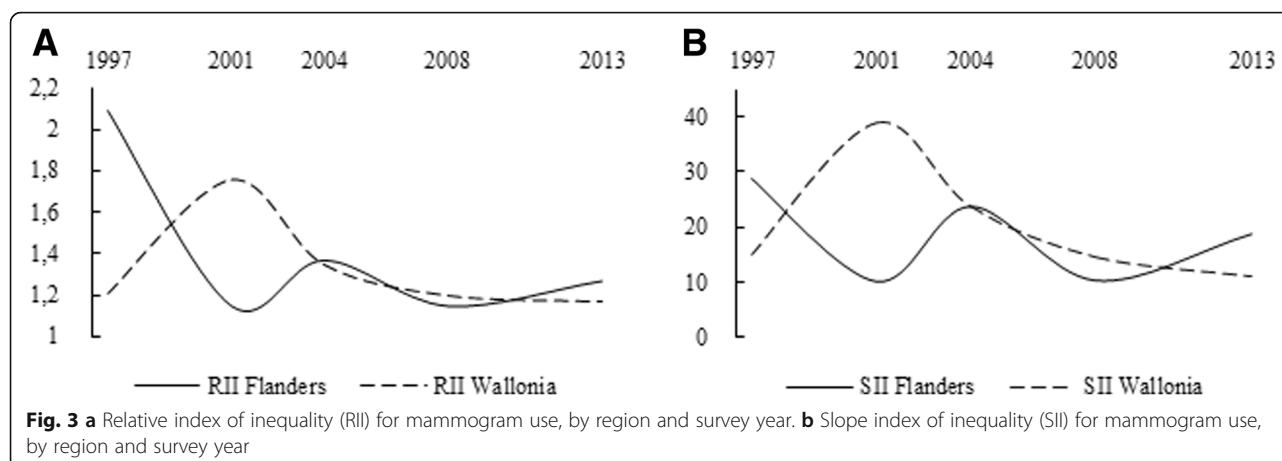 A
1997 2001 2004 2008 2013
2,2
2
1,8
1,6
1,4
1,2
1
RII Flanders RII Wallonia
B
1997 2001 2004 2008 2013
40
30
20
10
0
SII Flanders SII Wallonia
Fig. 3 a Relative index of inequality (RII) for mammogram use, by region and survey year. b Slope index of inequality (SII) for mammogram use,
by region and survey year